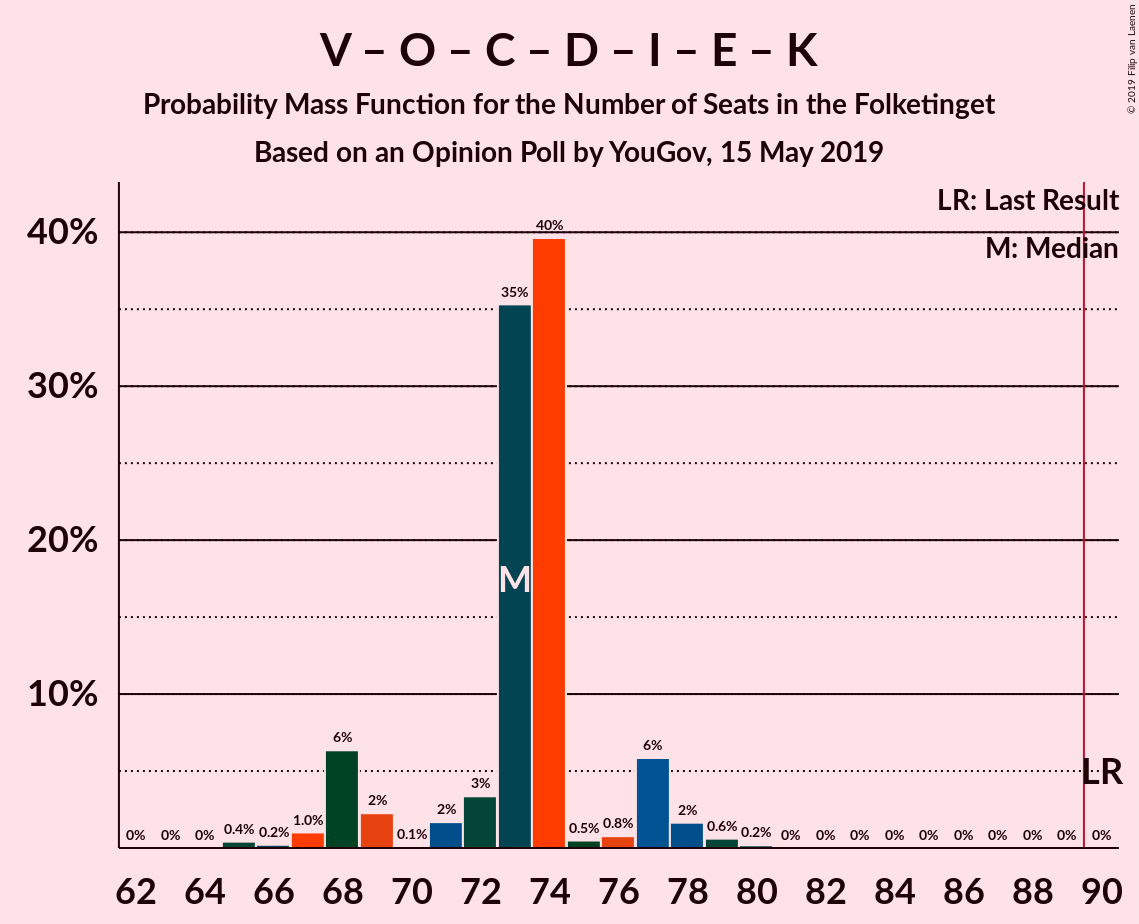 V – O – C – D – I – E – K
Probability Mass Function for the Number of Seats in the Folketinget
Based on an Opinion Poll by YouGov, 15 May 2019
© 2019 Filip van Laenen
LR: Last Result
M: Median
40%
30%
20%
10%
0% 0% 0% 0.4% 0.2% 1.0% 6% 2% 0.1% 2% 3% 35% 40% 0.5% 0.8% 6% 2% 0.6% 0.2% 0% 0% 0% 0% 0% 0% 0% 0% 0% 0%
M
LR
62 64 66 68 70 72 74 76 78 80 82 84 86 88 90